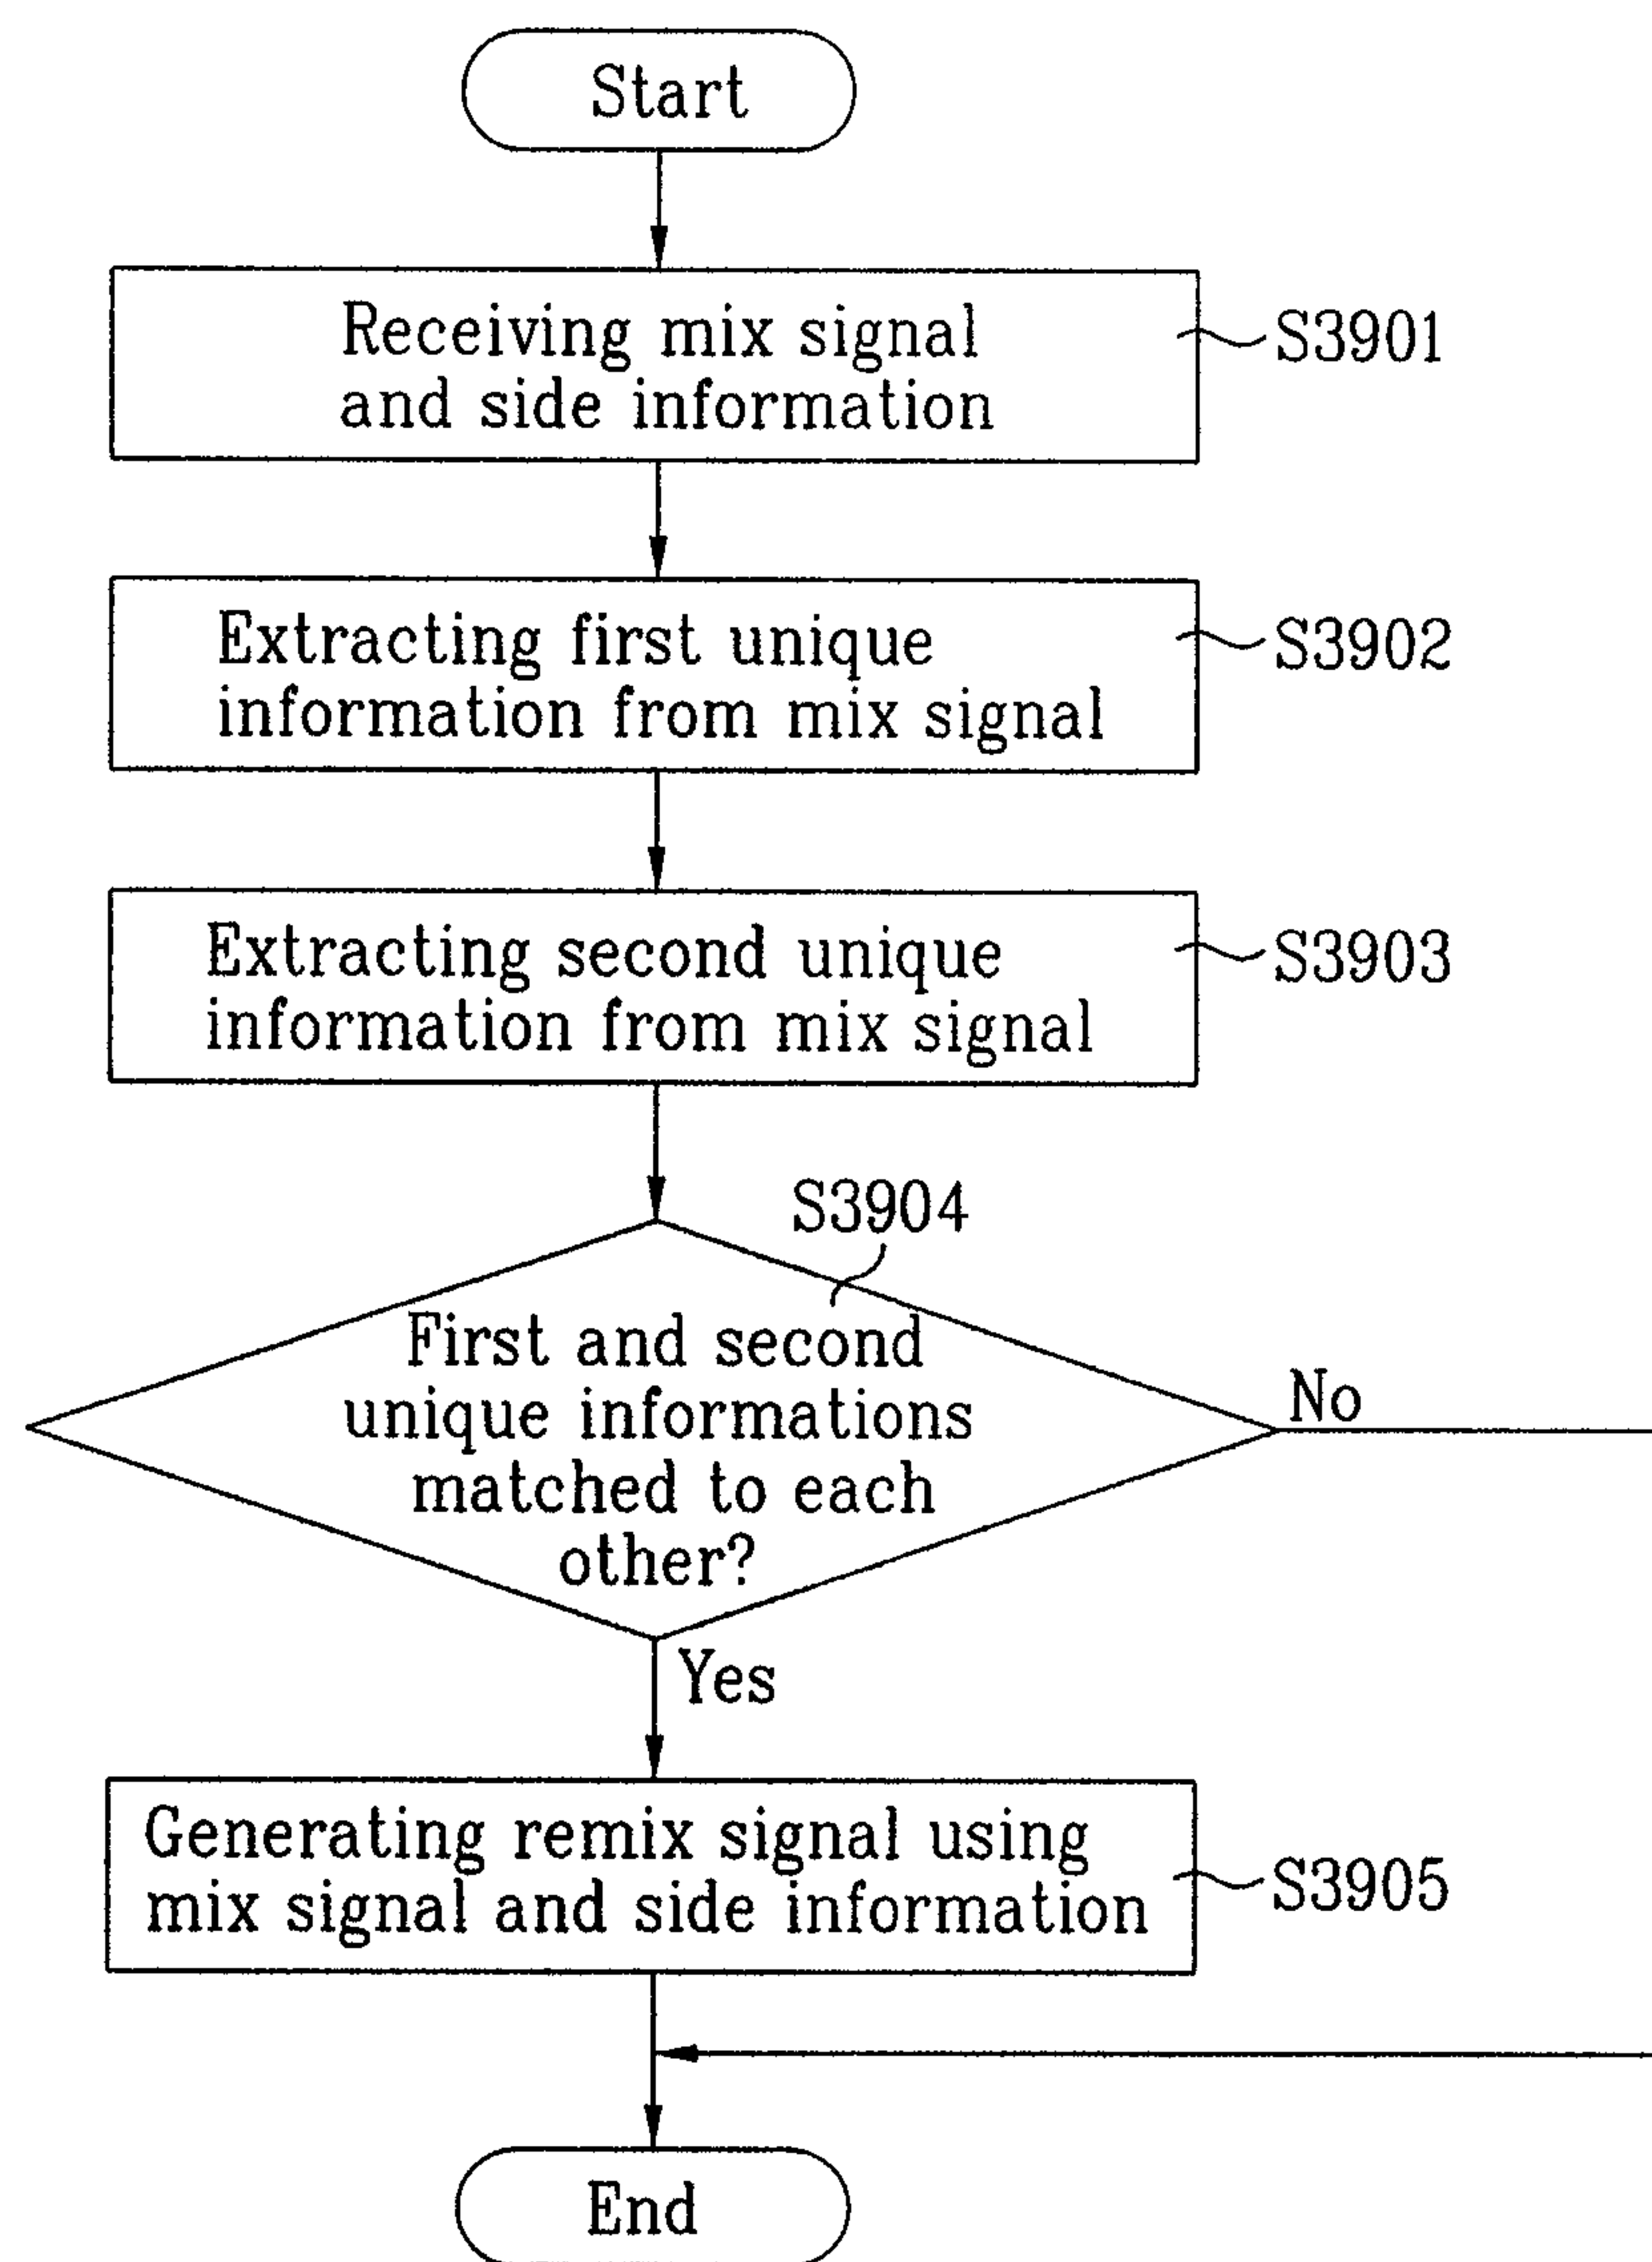 Start
Receiving mix signal
and side information
S3901
Extracting first unique
information from mix signal
S3902
Extracting second unique
information from mix signal
S3903
S3904
First and second
unique informations
matched to each
other?
No
Yes
Generating remix signal using
mix signal and side information
S3905
End